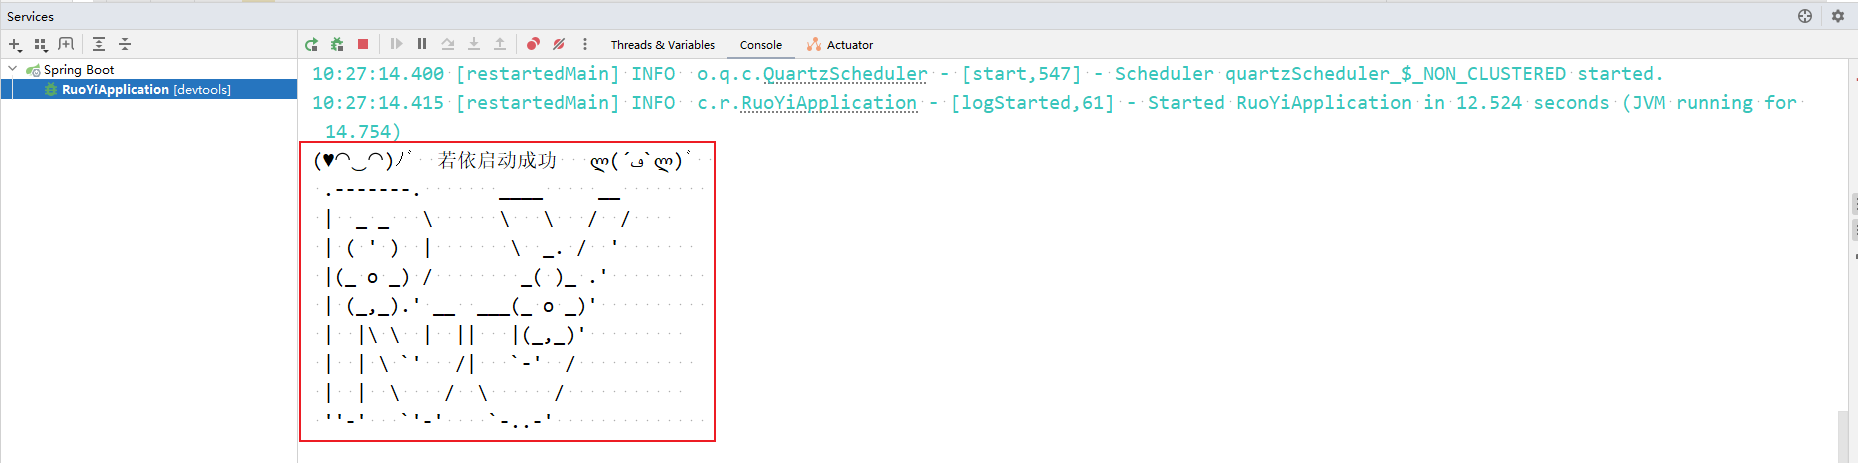 Services
Threads & Variables Console Actuator
Spring Boot
RuoYiApplication [devtools]
10:27:14.400 [restartedMain] INFO  o.q.c.QuartzScheduler - [start,547] - Scheduler quartzScheduler_$_NON_CLUSTERED started.
10:27:14.415 [restartedMain] INFO  c.r.RuoYiApplication - [logStarted,61] - Started RuoYiApplication in 12.524 seconds (JVM running for
14.754)
(♥◠‿◠)ノ゙  若依启动成功   ლ(´ڡ`ლ)゙
 .-------.       ____     __
 |  _ _   \      \   \   /  /
 | ( ' )  |       \  _. /  '
 |(_ o _) /        _( )_ .'
 | (_,_).' __  ___(_ o _)'
 |  |\ \  |  ||   |(_,_)'
 |  | \ `'   /|   `-'  /
 |  |  \    /  \      /
 ''-'   `'-'    `-..-'